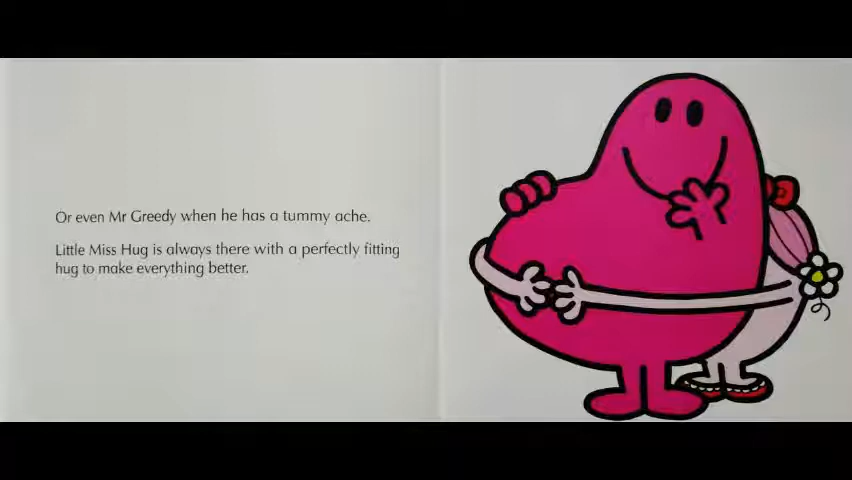 Or even Mr Greedy when he has a tummy ache.
Little Miss Hug is always there with a perfectly fitting
hug to make everything better.